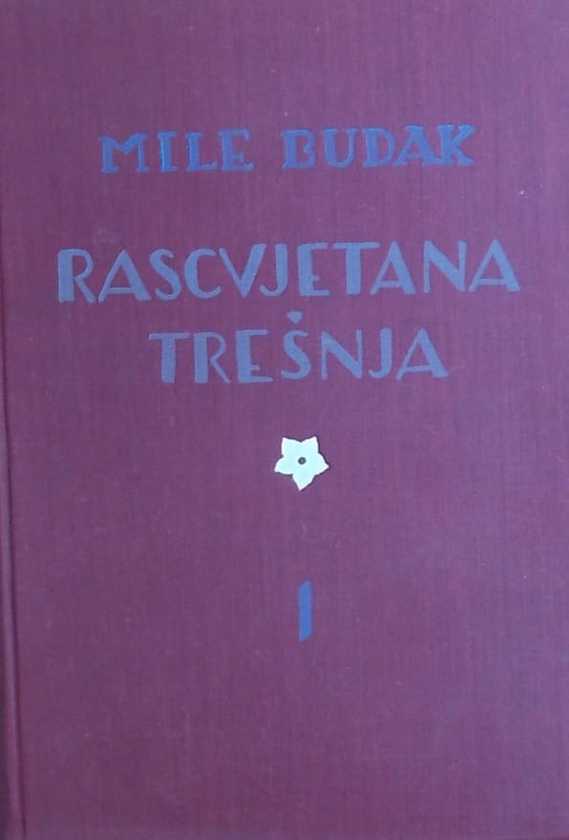 MILE BUDAK
RASCVJETANA
TREŠNJA
I